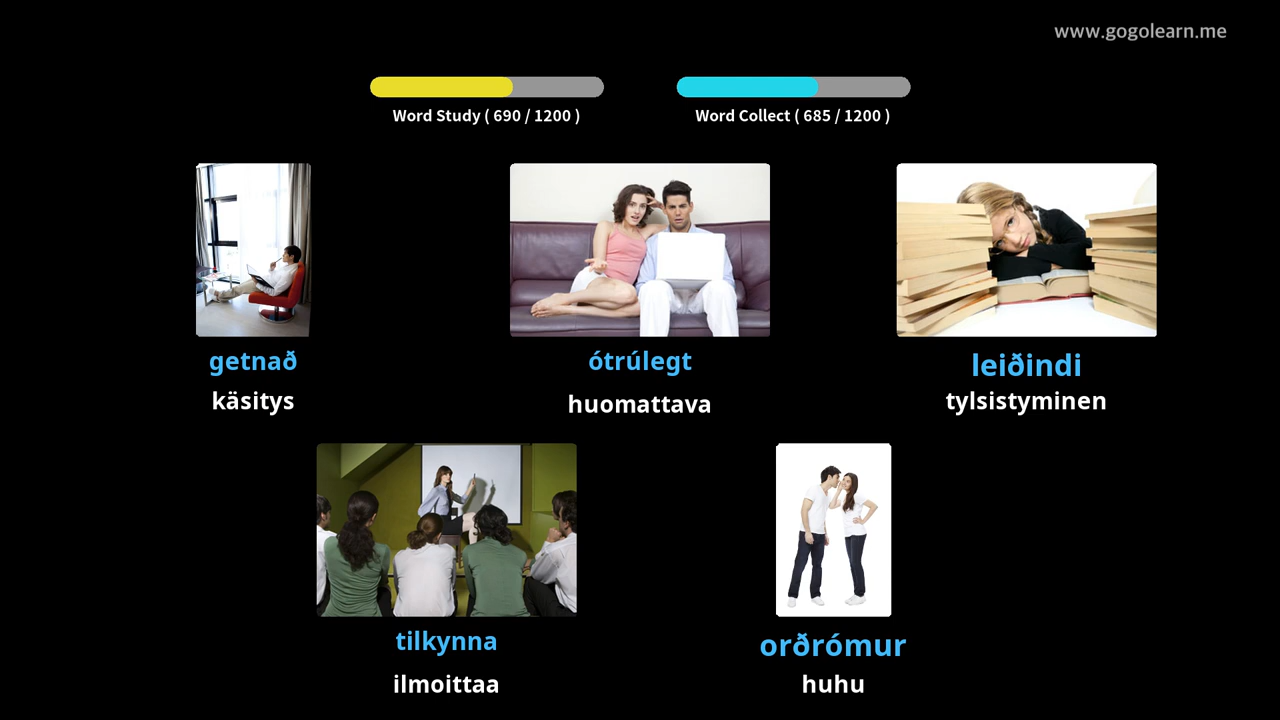 www.gogolearn.me
Word Study ( 690 / 1200 )
Word Collect ( 685 / 1200 )
getnað
käsitys
ótrúlegt
huomattava
leiðindi
tylsistyminen
tilkynna
ilmoittaa
orðrómur
huhu